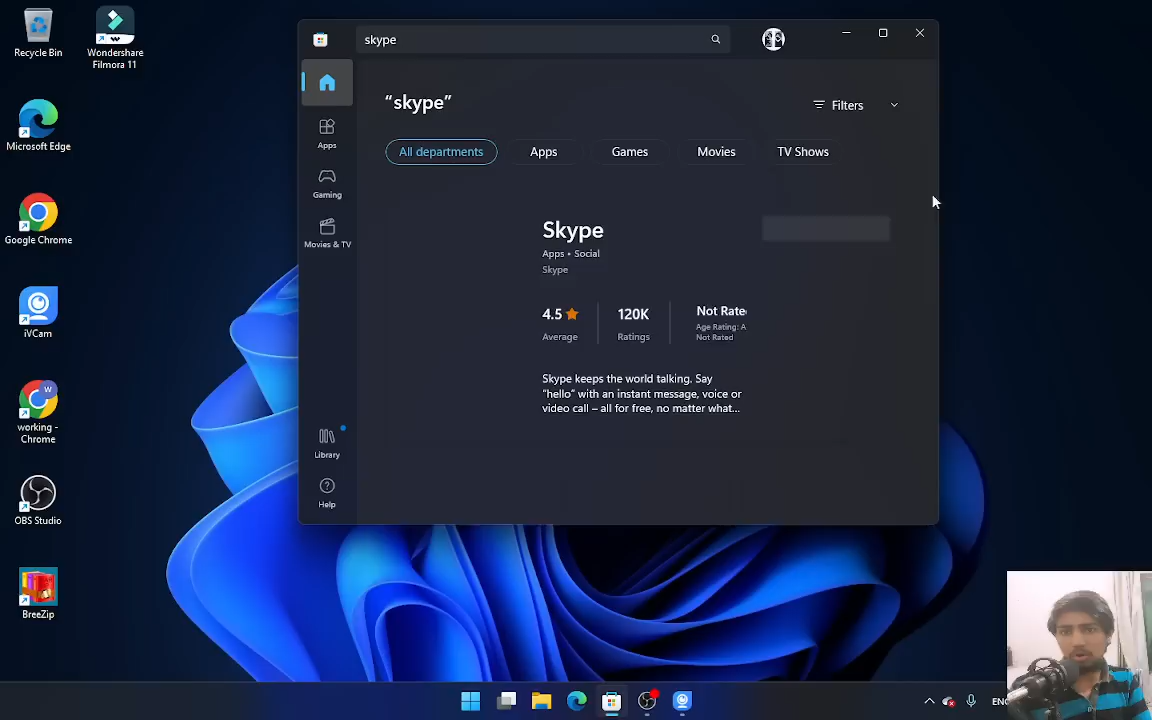 Recycle Bin
Wondershare
Filmora 11
Microsoft Edge
Google Chrome
iVCam
W
working -
Chrome
OBS Studio
BreeZip
skype
Apps
Gaming
Movies & TV
Library
Help
“skype”
Filters
All departments
Apps
Games
Movies
TV Shows
Skype
Apps • Social
Skype
4.5
Average
120K
Ratings
Not Rate
Age Rating: A
Not Rated
Skype keeps the world talking. Say
“hello” with an instant message, voice or
video call – all for free, no matter what...